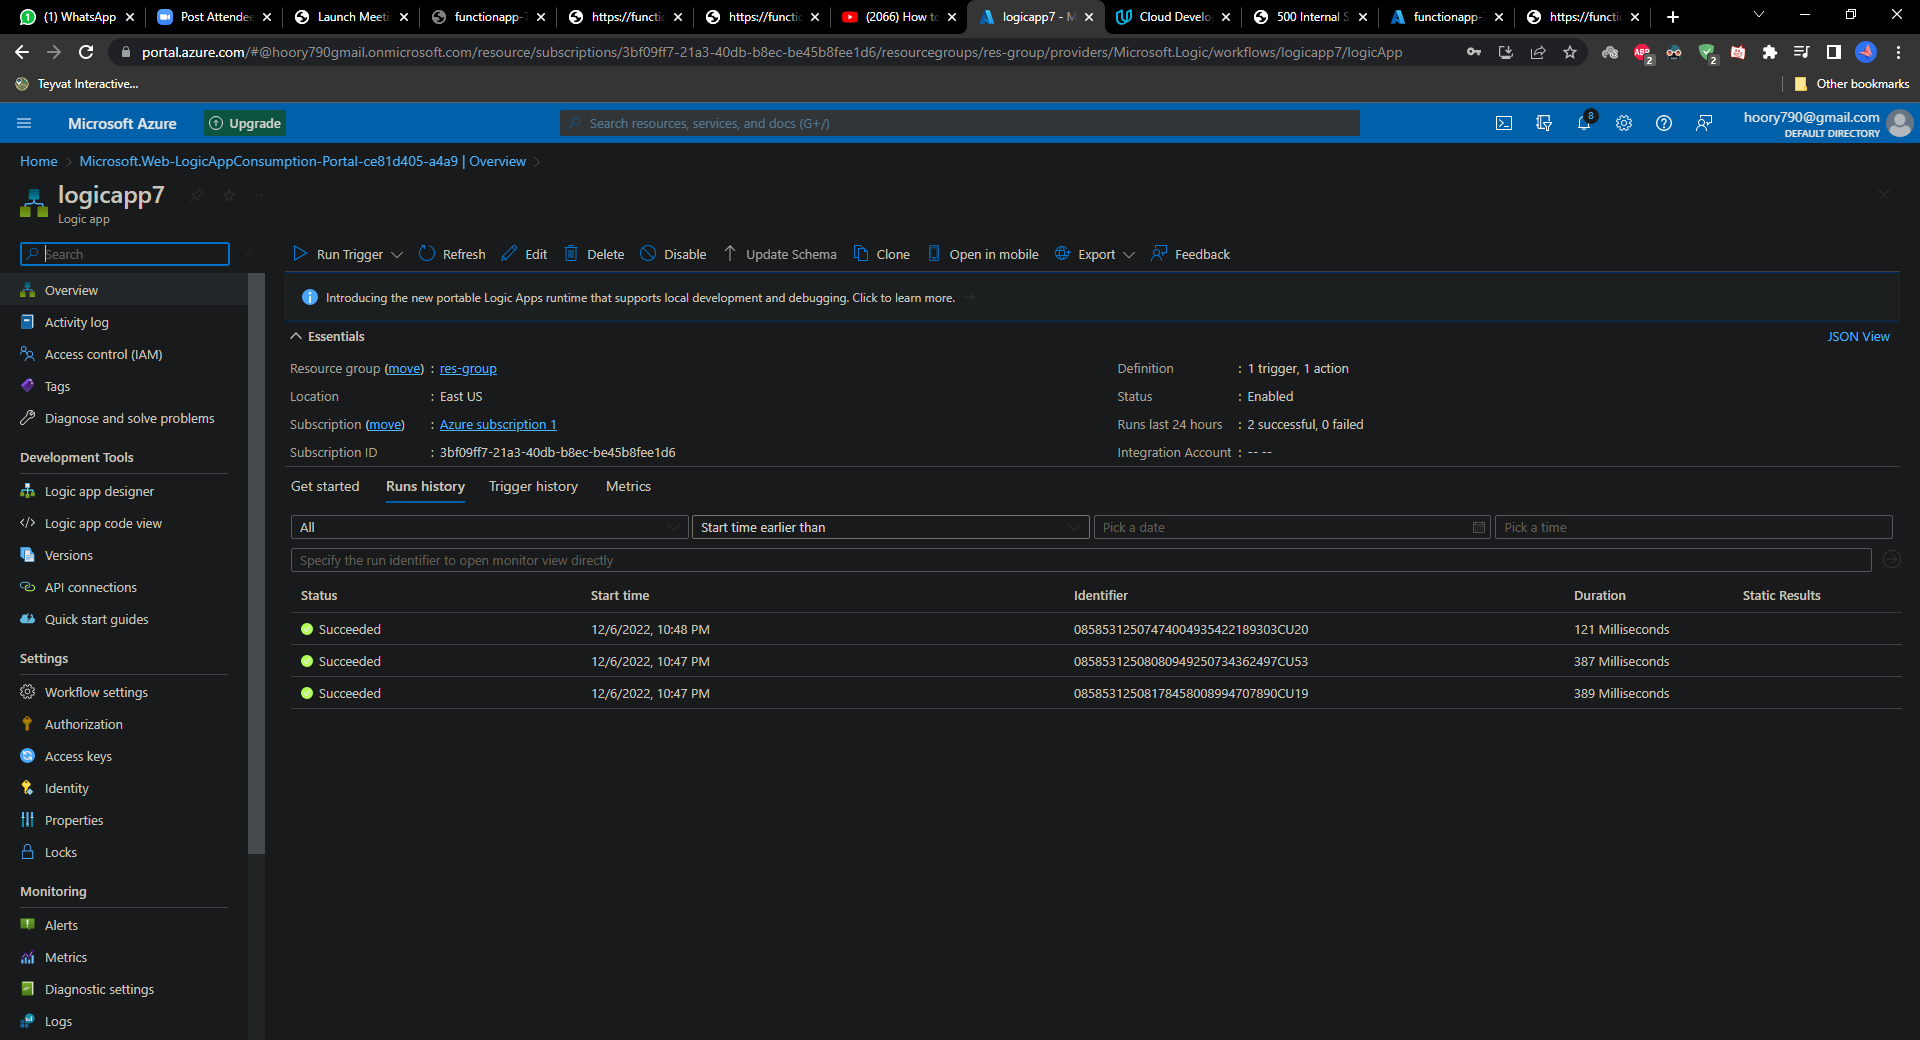 (1) WhatsApp
Post Attende
Launch Meeti
functionapp-7
https://functi
https://functi
(2066) How to
logicapp7 - M
Cloud Develo
500 Internal S
functionapp-
https://functi
portal.azure.com/#@hoory790gmail.onmicrosoft.com/resource/subscriptions/3bf09ff7-21a3-40db-b8ec-be45b8fee1d6/resourcegroups/res-group/providers/Microsoft.Logic/workflows/logicapp7/logicApp
ABP
2
2
Teyvat Interactive...
Other bookmarks
Microsoft Azure
Upgrade
Search resources, services, and docs (G+/)
8
hoory790@gmail.com
DEFAULT DIRECTORY
Home > Microsoft.Web-LogicAppConsumption-Portal-ce81d405-a4a9 | Overview >
logicapp7
Logic app
Search
Run Trigger
Refresh
Edit
Delete
Disable
Update Schema
Clone
Open in mobile
Export
Feedback
Introducing the new portable Logic Apps runtime that supports local development and debugging. Click to learn more.
Overview
Activity log
Access control (IAM)
Tags
Diagnose and solve problems
Development Tools
Logic app designer
Logic app code view
Versions
API connections
Quick start guides
Settings
Workflow settings
Authorization
Access keys
Identity
Properties
Locks
Monitoring
Alerts
Metrics
Diagnostic settings
Logs
Essentials
JSON View
Resource group (move) : res-group
Location : East US
Subscription (move) : Azure subscription 1
Subscription ID : 3bf09ff7-21a3-40db-b8ec-be45b8fee1d6
Definition : 1 trigger, 1 action
Status : Enabled
Runs last 24 hours : 2 successful, 0 failed
Integration Account : -- --
Get started
Runs history
Trigger history
Metrics
All
Start time earlier than
Pick a date
Pick a time
Specify the run identifier to open monitor view directly
Status Start time Identifier Duration Static Results
Succeeded 12/6/2022, 10:48 PM 08585312507474004935422189303CU20 121 Milliseconds
Succeeded 12/6/2022, 10:47 PM 08585312508080949250734362497CU53 387 Milliseconds
Succeeded 12/6/2022, 10:47 PM 08585312508178458008994707890CU19 389 Milliseconds